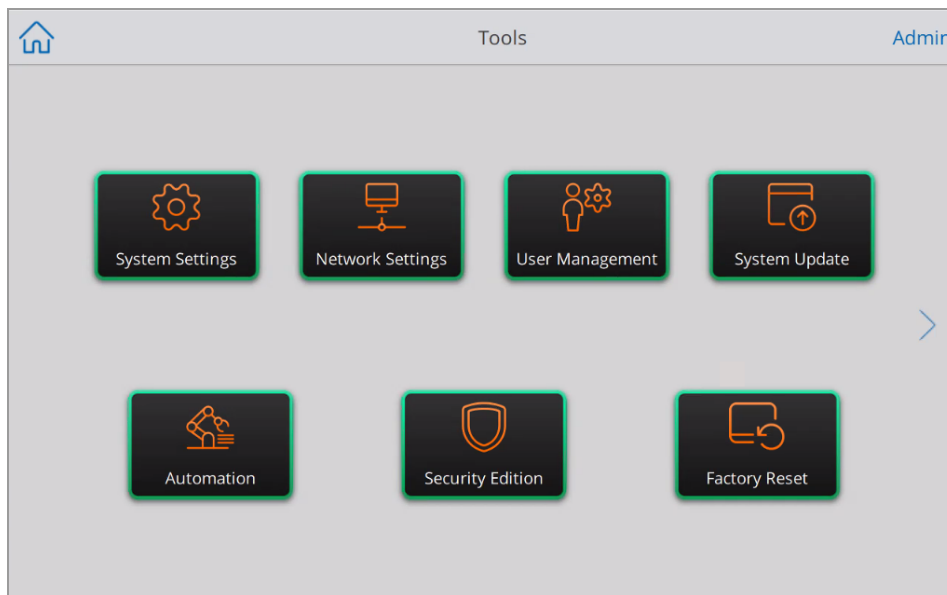 Tools
Admin
System Settings
Network Settings
User Management
System Update
Automation
Security Edition
Factory Reset